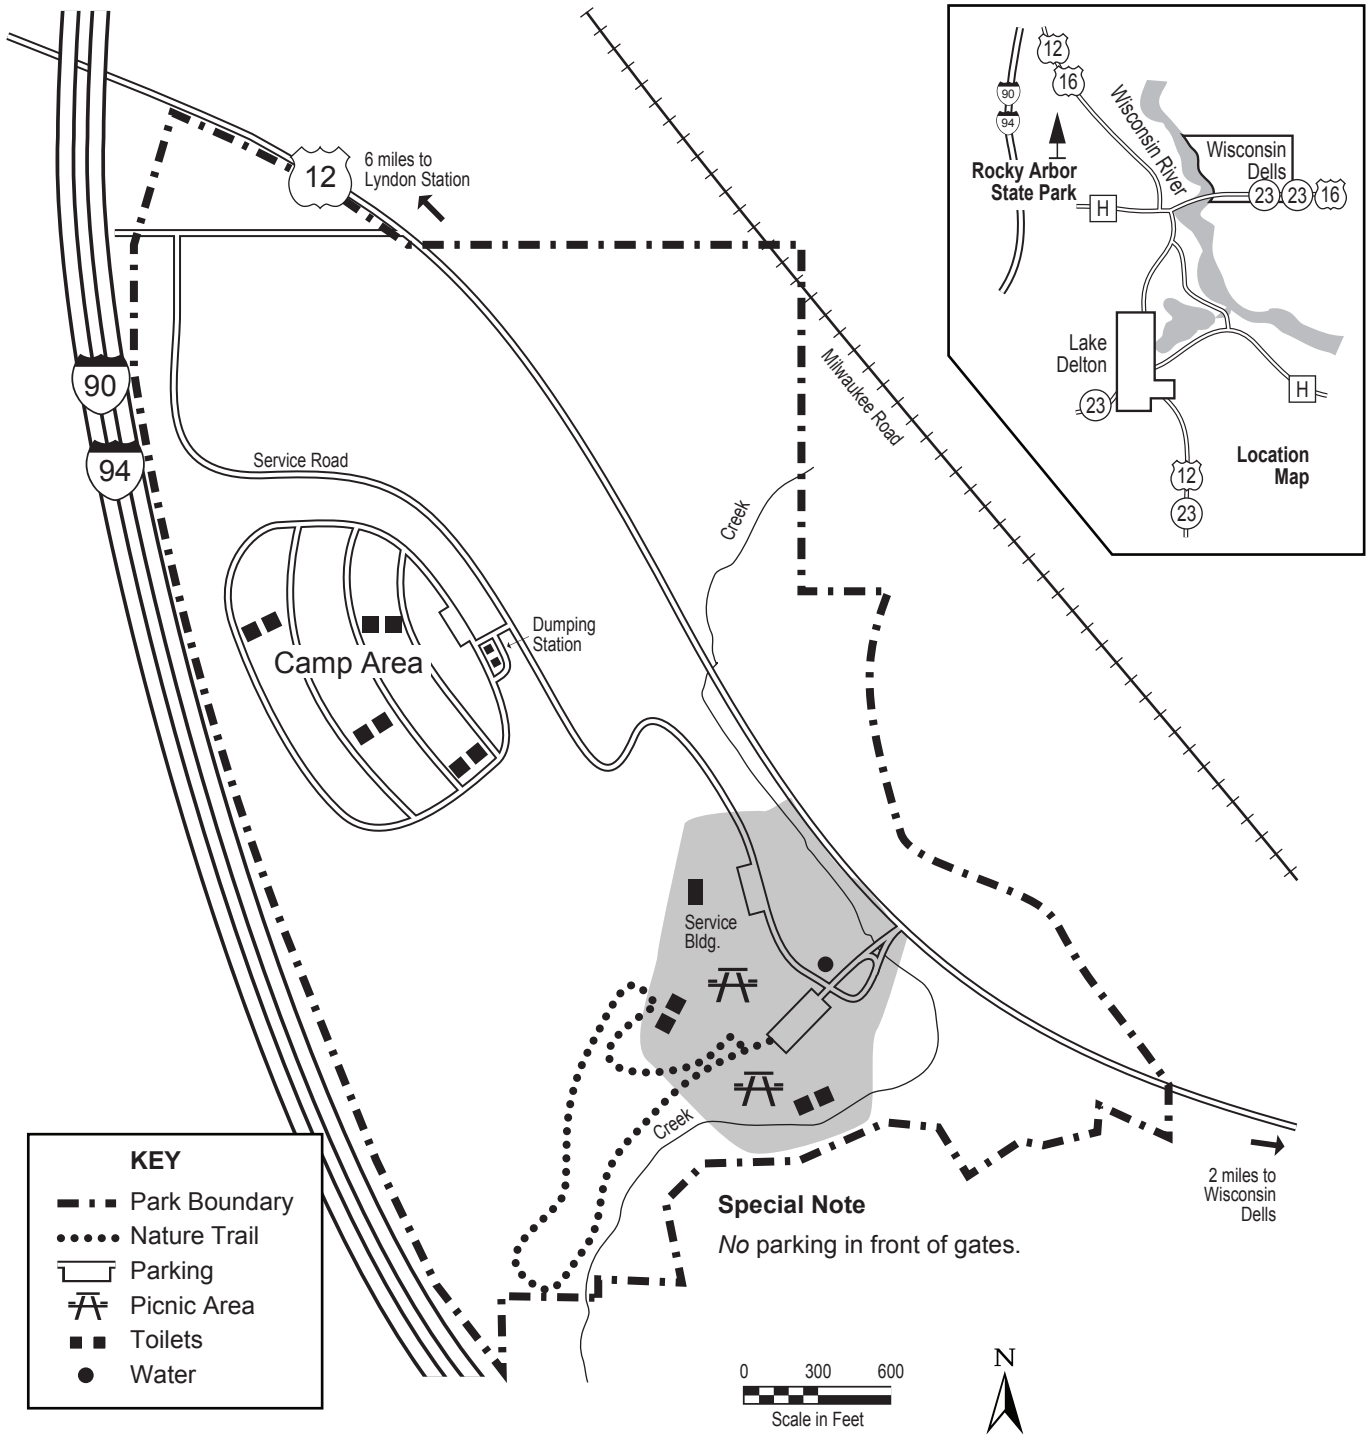 12
6 miles to
Lyndon Station
90
94
Service Road
Milwaukee Road
Creek
Dumping
Station
Camp Area
Service
Bldg.
Creek
2 miles to
Wisconsin
Dells
Special Note
No parking in front of gates.
KEY
Park Boundary
Nature Trail
Parking
Picnic Area
Toilets
Water
0 300 600
Scale in Feet
N
12
16
90
94
Wisconsin River
Wisconsin
Dells
23 23 16
Rocky Arbor
State Park
H
Lake
Delton
23
H
12
23
Location
Map